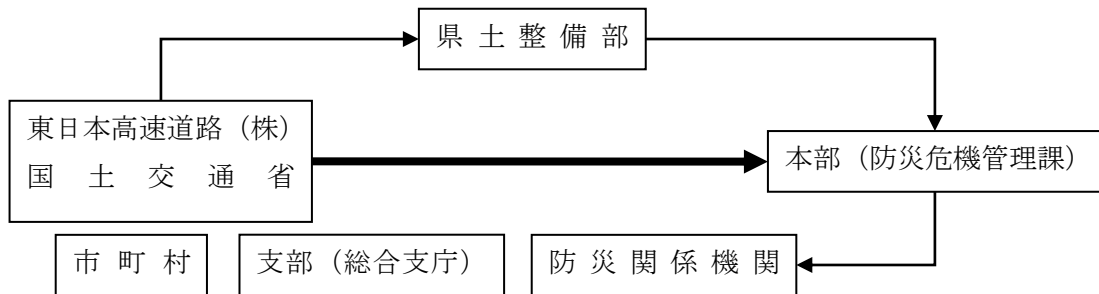 県土整備部
東日本高速道路（株）
国土交通省
本部（防災危機管理課）
市町村
支部（総合支庁）
防災関係機関